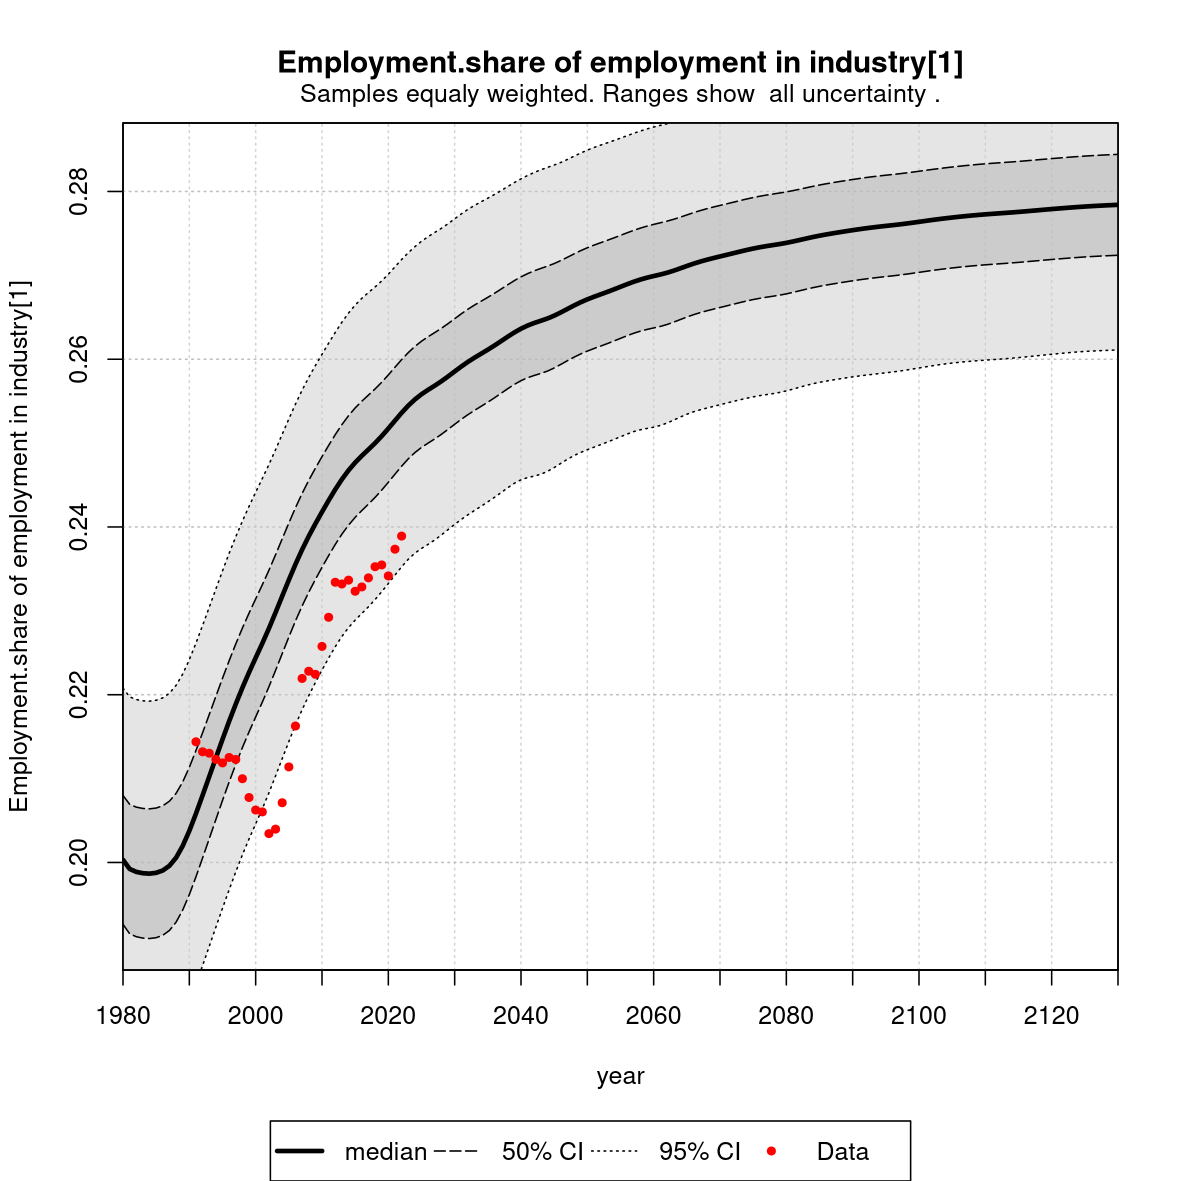 Employment.share of employment in industry[1]
Samples equaly weighted. Ranges show  all uncertainty .
Employment.share of employment in industry[1]
0.28
0.26
0.24
0.22
0.20
1980 2000 2020 2040 2060 2080 2100 2120
year
median 50% CI 95% CI Data